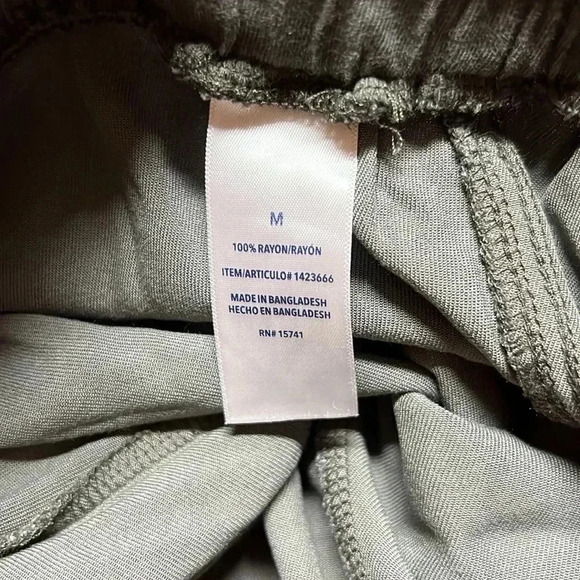 M
100% RAYON/RAYÓN
ITEM/ARTICULO# 1423666
MADE IN BANGLADESH
HECHO EN BANGLADESH
RN# 15741